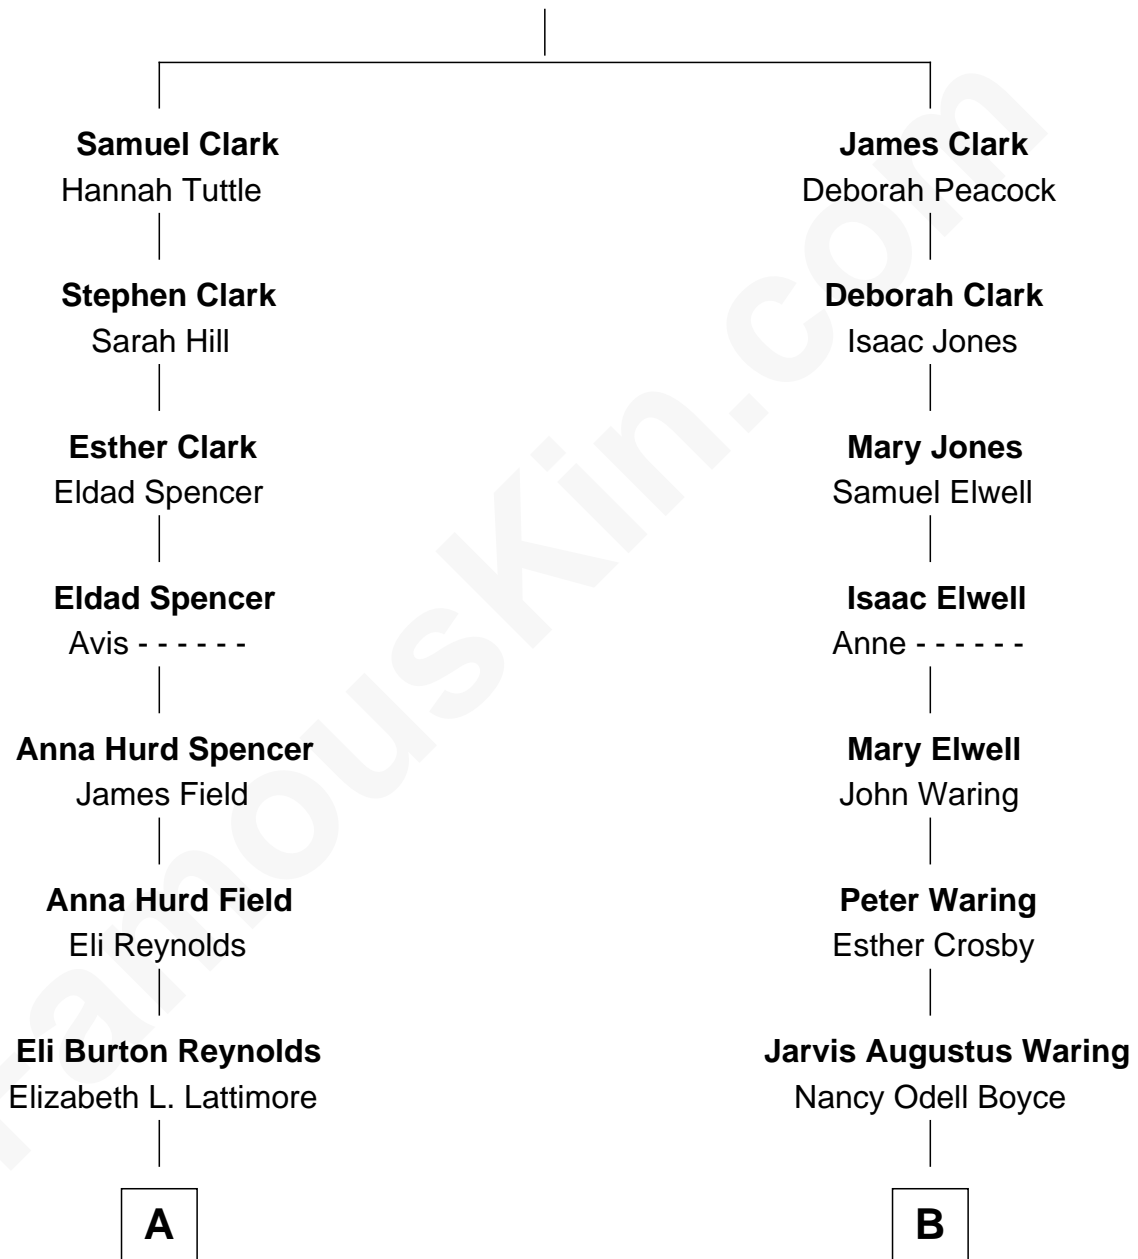 Samuel Clark
Hannah Tuttle
James Clark
Deborah Peacock
Stephen Clark
Sarah Hill
Deborah Clark
Isaac Jones
Esther Clark
Eldad Spencer
Mary Jones
Samuel Elwell
Eldad Spencer
Avis - - - - - -
Isaac Elwell
Anne - - - - - -
Anna Hurd Spencer
James Field
Mary Elwell
John Waring
Anna Hurd Field
Eli Reynolds
Peter Waring
Esther Crosby
Eli Burton Reynolds
Elizabeth L. Lattimore
Jarvis Augustus Waring
Nancy Odell Boyce
A
B
FamousKin.com